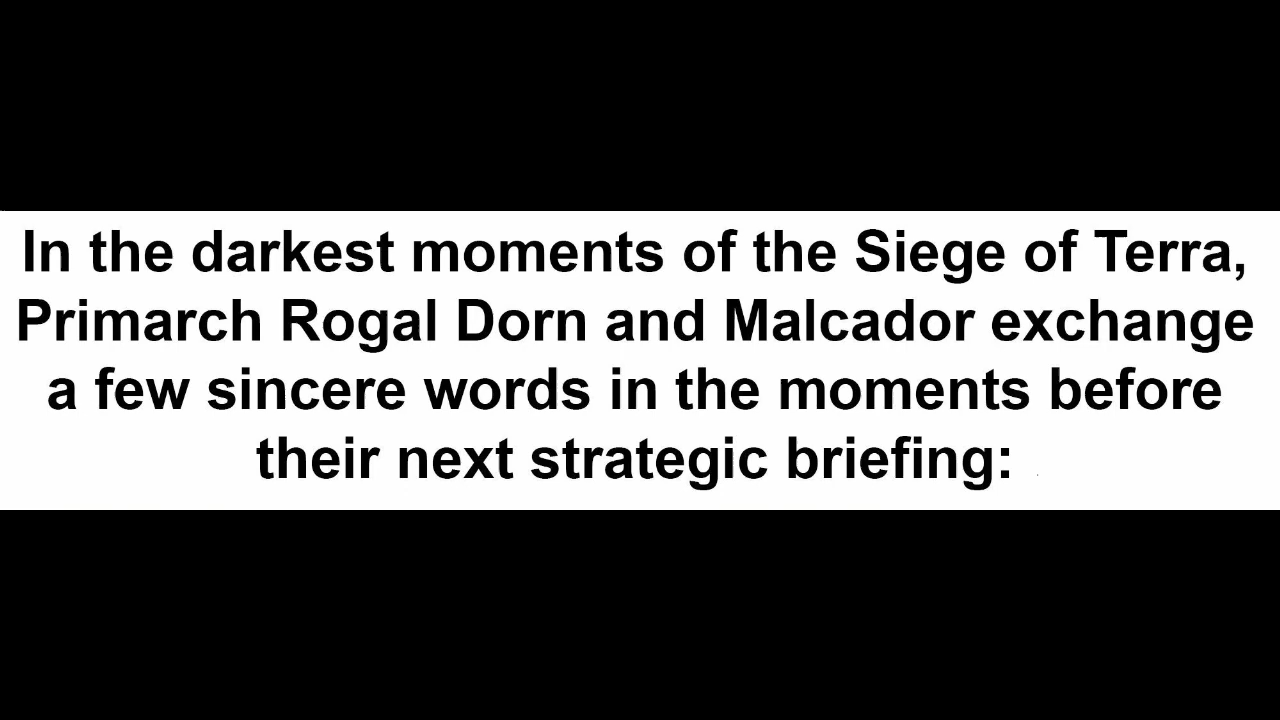 In the darkest moments of the Siege of Terra,
Primarch Rogal Dorn and Malcador exchange
a few sincere words in the moments before
their next strategic briefing: